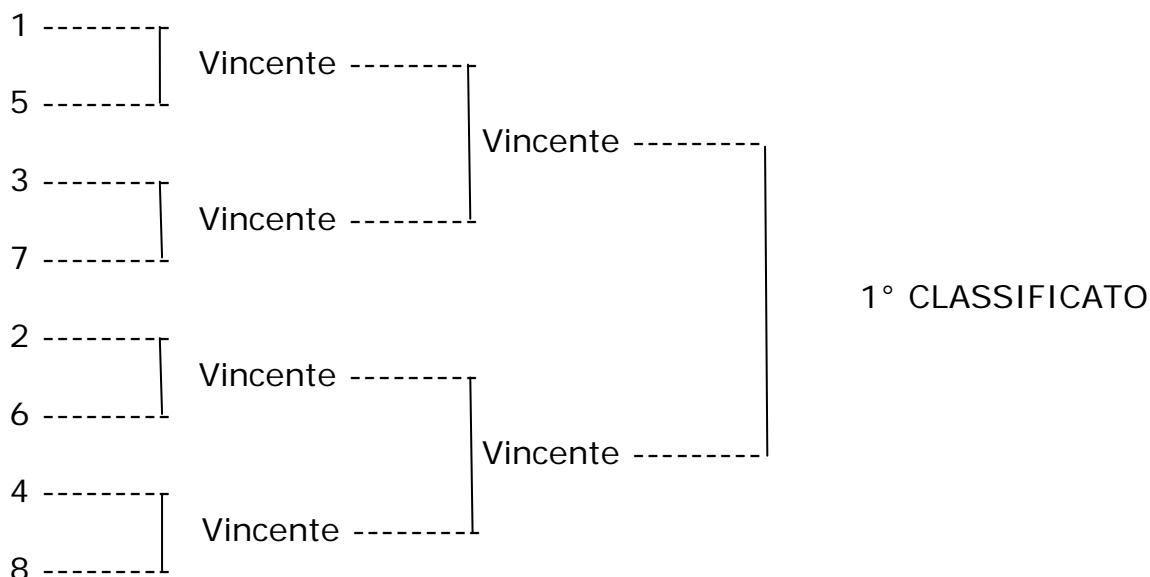 1 ----------
Vincente ---------
5 ----------
Vincente ---------
3 ----------
Vincente ---------
7 ----------
1° CLASSIFICATO
2 ----------
Vincente ---------
6 ----------
Vincente ---------
4 ----------
Vincente ---------
8 ----------